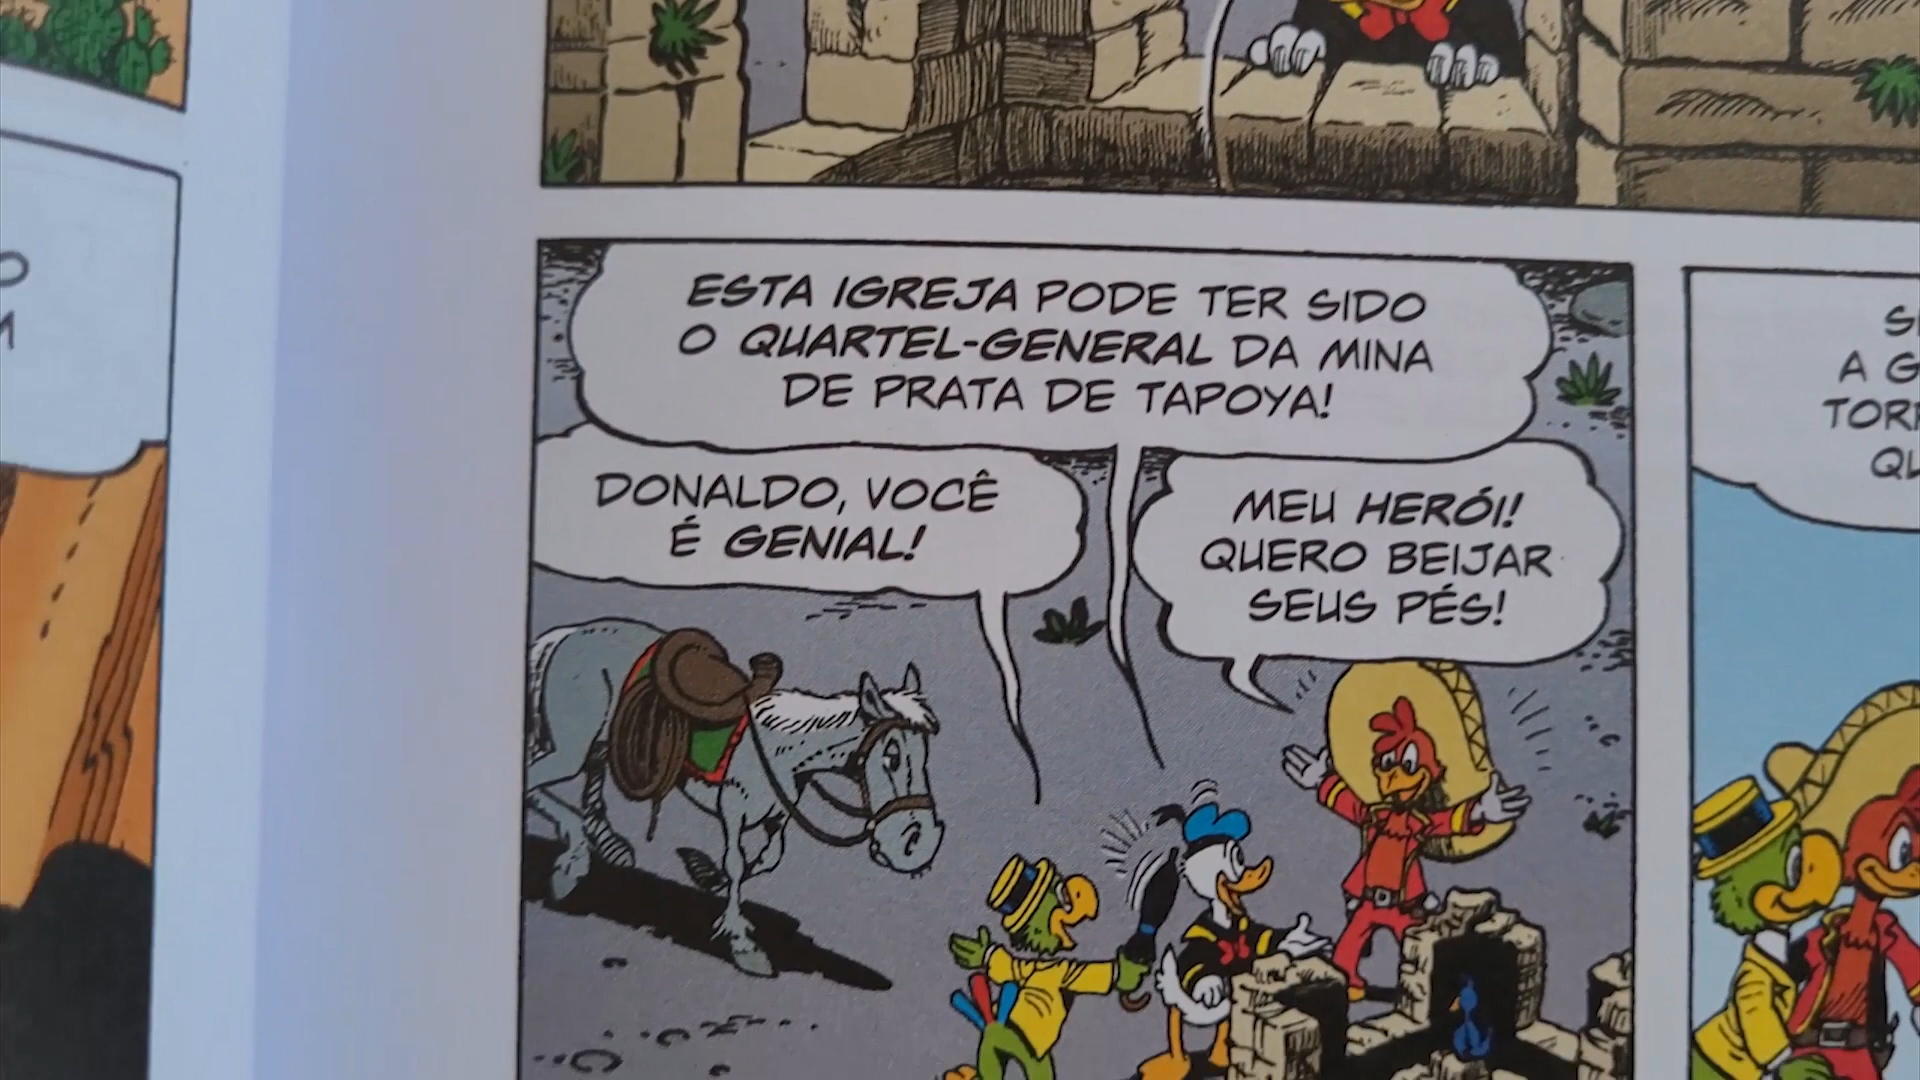 ESTA IGREJA PODE TER SIDO
O QUARTEL-GENERAL DA MINA
DE PRATA DE TAPOYA!
DONALDO, VOCÊ
É GENIAL!
MEU HERÓI!
QUERO BEIJAR
SEUS PÉS!
A